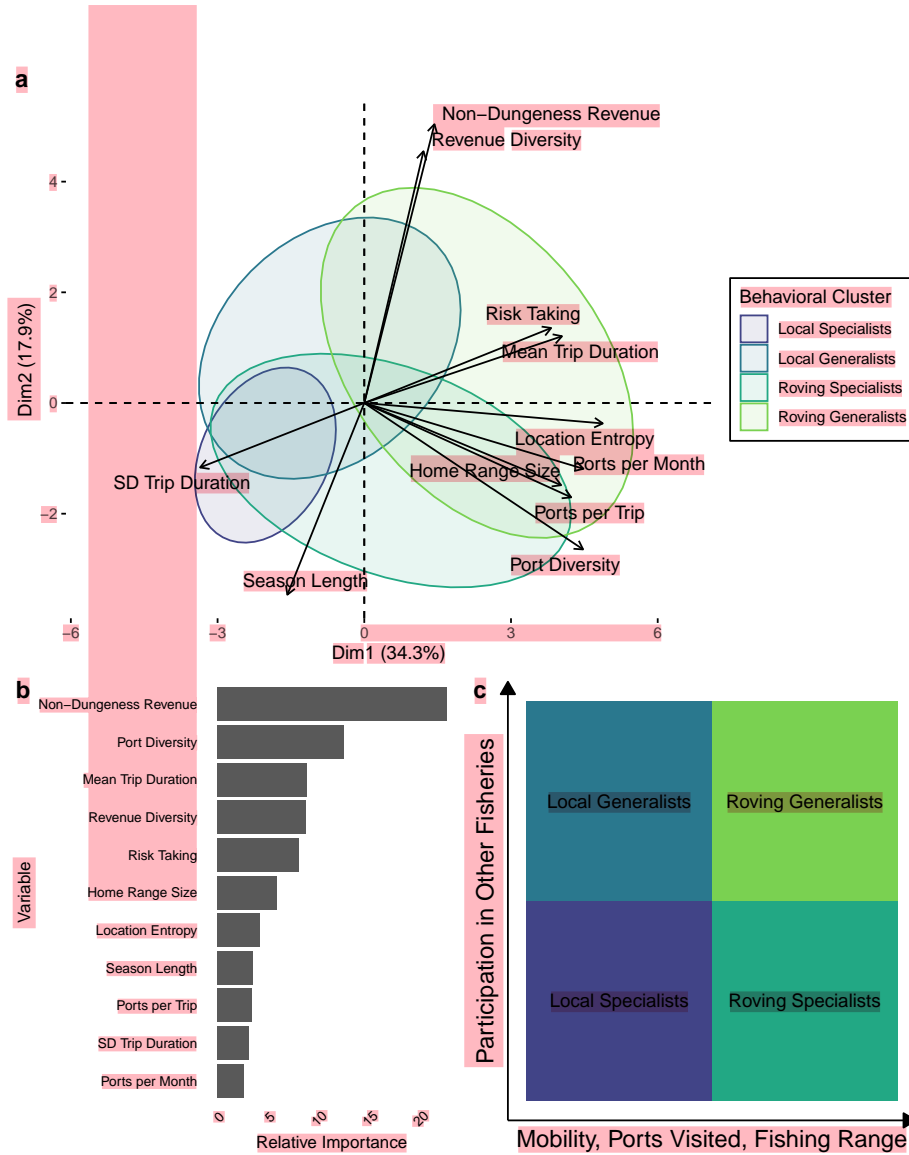 a
Non−Dungeness Revenue
Revenue Diversity
4
2
0
−2
Dim2 (17.9%)
Risk Taking
Mean Trip Duration
Location Entropy
Ports per Month
Home Range Size
Ports per Trip
Port Diversity
SD Trip Duration
Season Length
−6
−3
0
3
6
Dim1 (34.3%)
Behavioral Cluster
Local Specialists
Local Generalists
Roving Specialists
Roving Generalists
b
Non−Dungeness Revenue
Port Diversity
Mean Trip Duration
Revenue Diversity
Risk Taking
Home Range Size
Location Entropy
Season Length
Ports per Trip
SD Trip Duration
Ports per Month
Variable
0
5
10
15
20
Relative Importance
c
Participation in Other Fisheries
Local Generalists
Roving Generalists
Local Specialists
Roving Specialists
Mobility, Ports Visited, Fishing Range